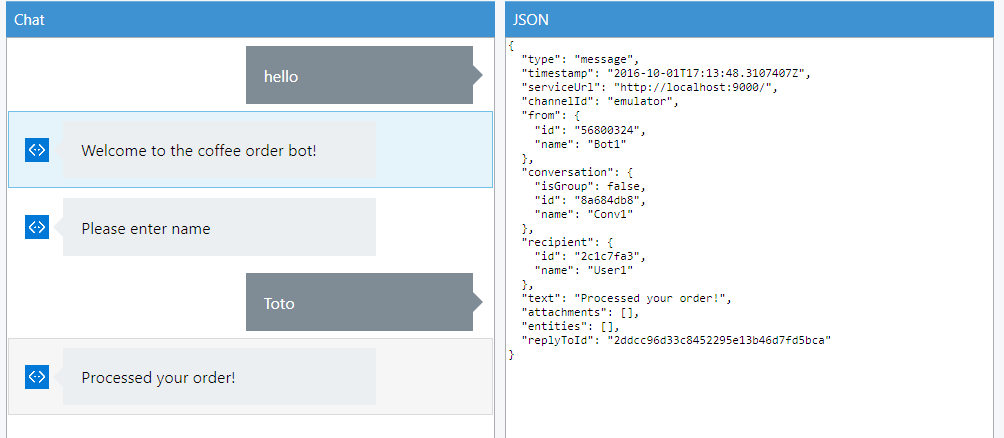 Chat
hello
Welcome to the coffee order bot!
Please enter name
Toto
Processed your order!
JSON
{
  "type": "message",
  "timestamp": "2016-10-01T17:13:48.3107407Z",
  "serviceUrl": "http://localhost:9000/",
  "channelId": "emulator",
  "from": {
    "id": "56800324",
    "name": "Bot1"
  },
  "conversation": {
    "isGroup": false,
    "id": "8a684db8",
    "name": "Conv1"
  },
  "recipient": {
    "id": "2c1c7fa3",
    "name": "User1"
  },
  "text": "Processed your order!",
  "attachments": [],
  "entities": [],
  "replyToId": "2ddcc96d33c8452295e13b46d7fd5bca"
}